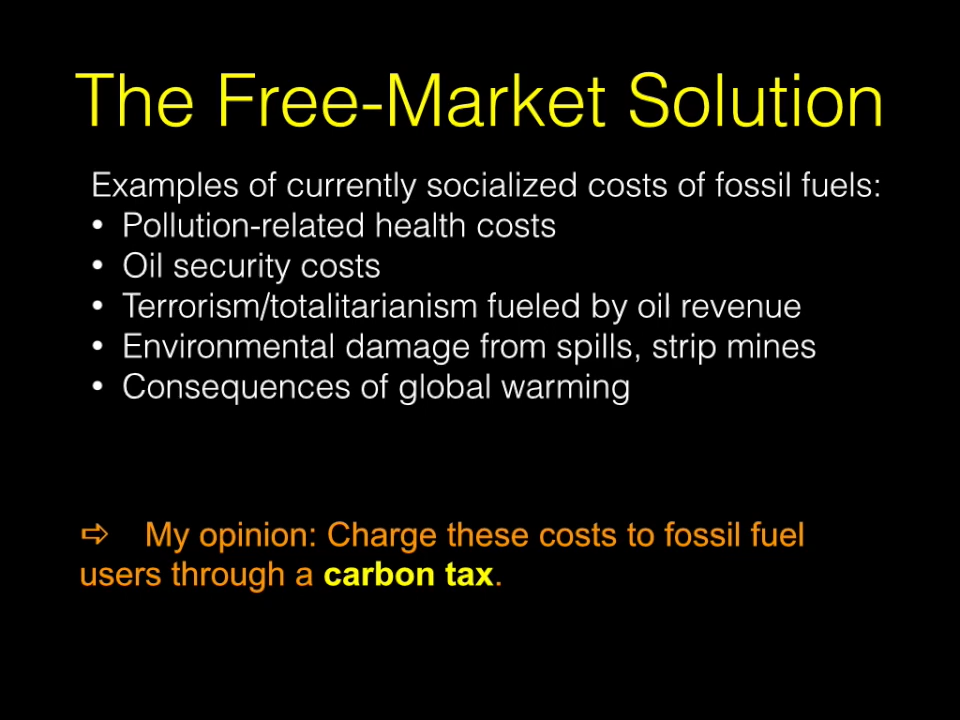 The Free-Market Solution
Examples of currently socialized costs of fossil fuels:
• Pollution-related health costs
• Oil security costs
• Terrorism/totalitarianism fueled by oil revenue
• Environmental damage from spills, strip mines
• Consequences of global warming
⇨ My opinion: Charge these costs to fossil fuel
users through a carbon tax.